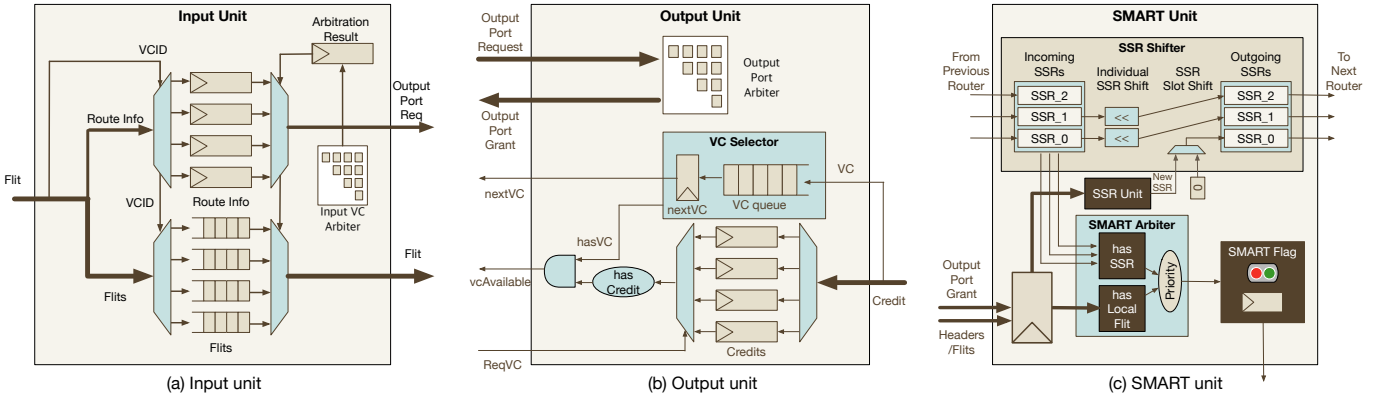 Input Unit
Arbitration
Result
VCID
Route Info
Output
Port
Req
Flit
VCID
Route Info
Input VC
Arbiter
Flit
Flits
Flits
(a) Input unit
Output Unit
Output
Port
Request
Output
Port
Arbiter
Output
Port
Grant
VC Selector
VC
nextVC
nextVC
VC queue
hasVC
vcAvailable
has
Credit
Credit
Credits
ReqVC
(b) Output unit
SMART Unit
SSR Shifter
From
Previous
Router
Incoming
SSRs
Individual
SSR Shift
SSR
Slot Shift
Outgoing
SSRs
To
Next
Router
SSR_2
SSR_2
SSR_1
<<
SSR_1
SSR_0
<<
SSR_0
New
SSR
0
SSR Unit
SMART Arbiter
has
SSR
Priority
SMART Flag
Output
Port
Grant
has
Local
Flit
Headers
/Flits
(c) SMART unit